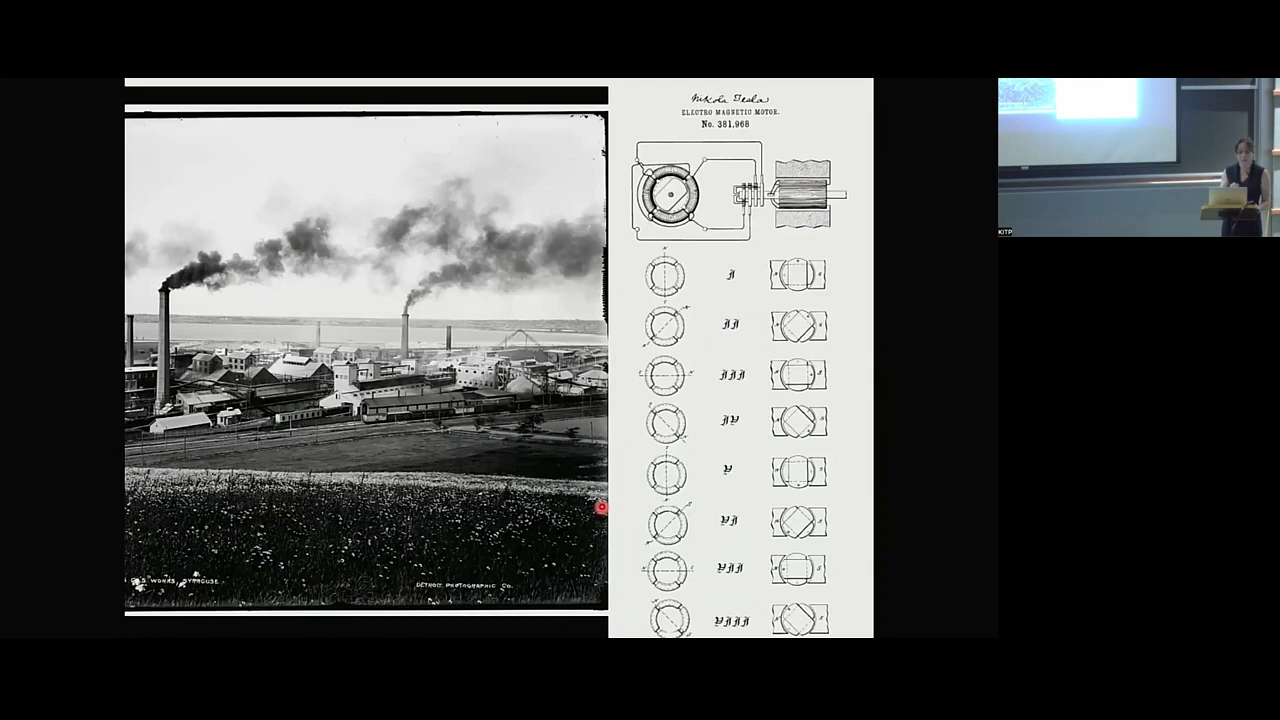 Nikola Tesla
ELECTRO MAGNETIC MOTOR.
No. 381,968
I
II
III
IV
V
VI
VII
VIII
WORKS, SYRACUSE.
DETROIT PHOTOGRAPHIC CO.
KITP